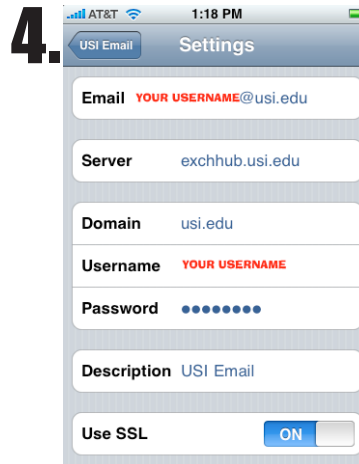 4.
AT&T 1:18 PM
USI Email Settings
Email YOUR USERNAME@usi.edu
Server exchhub.usi.edu
Domain usi.edu
Username YOUR USERNAME
Password ●●●●●●●●
Description USI Email
Use SSL ON